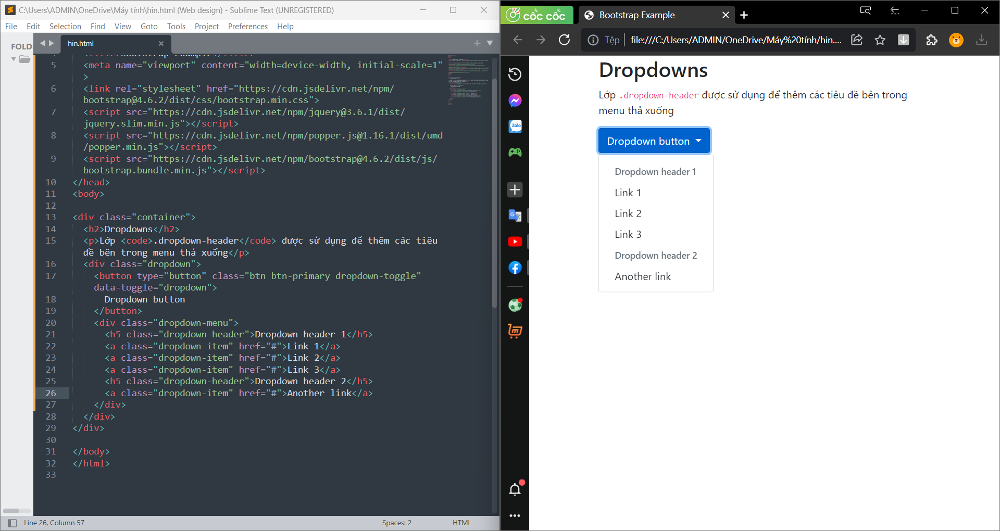 C:\Users\ADMIN\OneDrive\Máy tính\hin.html (Web design) - Sublime Text (UNREGISTERED)
File Edit Selection Find View Goto Tools Project Preferences Help
FOLD
hin.html
4 <title>Bootstrap Example</title>
5 <meta name="viewport" content="width=device-width, initial-scale=1"
>
6 <link rel="stylesheet" href="https://cdn.jsdelivr.net/npm/
bootstrap@4.6.2/dist/css/bootstrap.min.css">
7 <script src="https://cdn.jsdelivr.net/npm/jquery@3.6.1/dist/
jquery.slim.min.js"></script>
8 <script src="https://cdn.jsdelivr.net/npm/popper.js@1.16.1/dist/umd
/popper.min.js"></script>
9 <script src="https://cdn.jsdelivr.net/npm/bootstrap@4.6.2/dist/js/
bootstrap.bundle.min.js"></script>
10 </head>
11 <body>
12
13 <div class="container">
14 <h2>Dropdowns</h2>
15 <p>Lớp <code>.dropdown-header</code> được sử dụng để thêm các tiêu
đề bên trong menu thả xuống</p>
16 <div class="dropdown">
17 <button type="button" class="btn btn-primary dropdown-toggle"
data-toggle="dropdown">
18 Dropdown button
19 </button>
20 <div class="dropdown-menu">
21 <h5 class="dropdown-header">Dropdown header 1</h5>
22 <a class="dropdown-item" href="#">Link 1</a>
23 <a class="dropdown-item" href="#">Link 2</a>
24 <a class="dropdown-item" href="#">Link 3</a>
25 <h5 class="dropdown-header">Dropdown header 2</h5>
26 <a class="dropdown-item" href="#">Another link</a>
27 </div>
28 </div>
29 </div>
30
31 </body>
32 </html>
33
Line 26, Column 57 Spaces: 2 HTML
cốc cốc Bootstrap Example
Tệp file:///C:/Users/ADMIN/OneDrive/Máy%20tính/hin....
Zalo
Dropdowns
Lớp .dropdown-header được sử dụng để thêm các tiêu đề bên trong
menu thả xuống
Dropdown button
Dropdown header 1
Link 1
Link 2
Link 3
Dropdown header 2
Another link